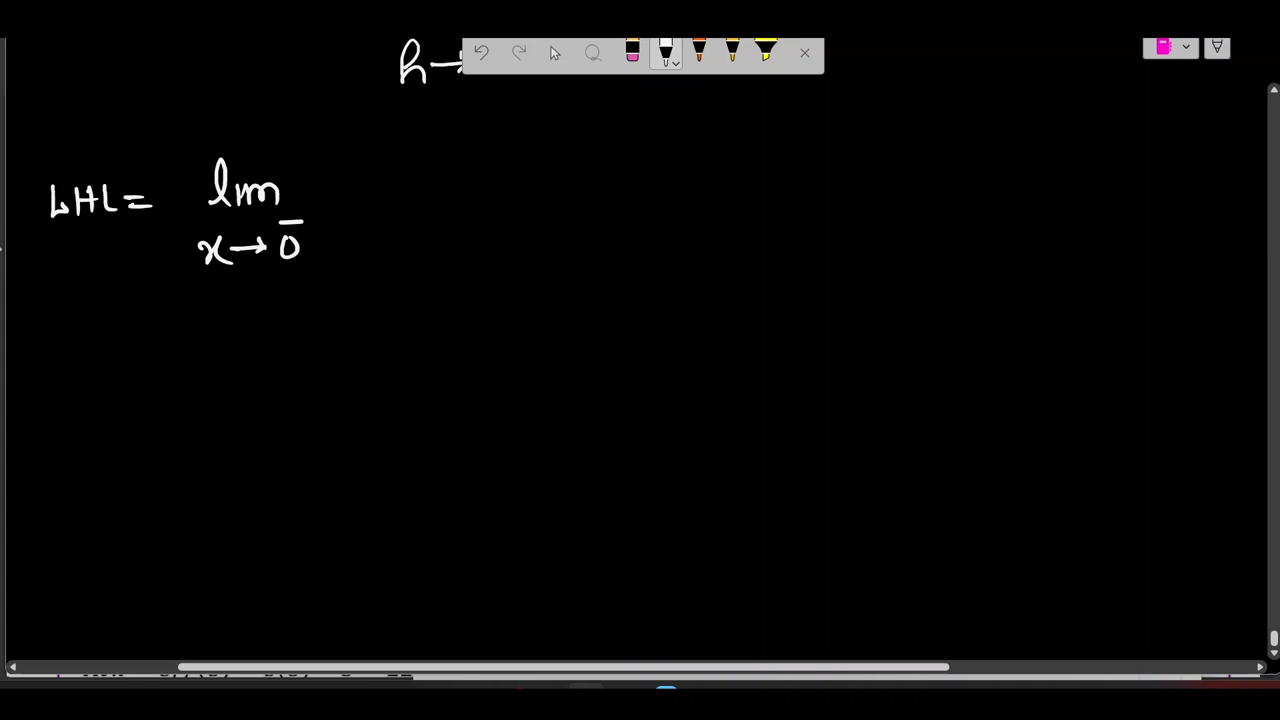 h→
LHL = lim
x→0̄